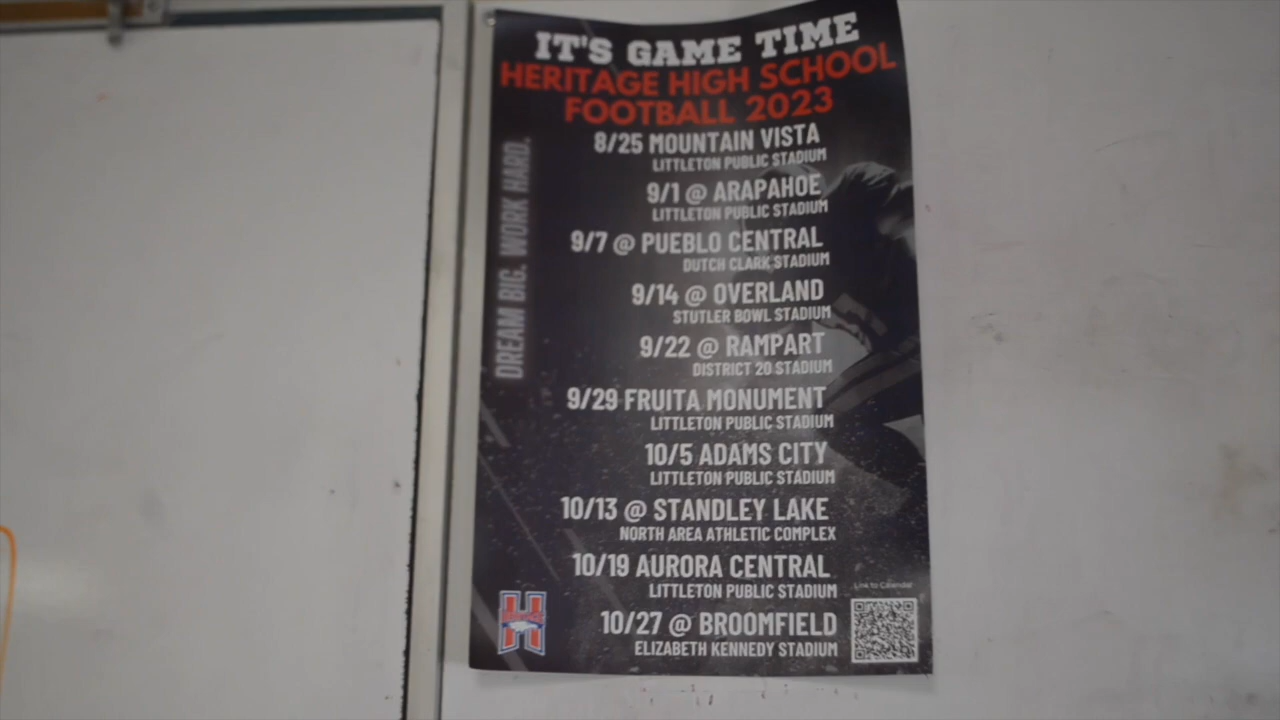 IT'S GAME TIME
HERITAGE HIGH SCHOOL
FOOTBALL 2023
DREAM BIG. WORK HARD.
8/25 MOUNTAIN VISTA
LITTLETON PUBLIC STADIUM
9/1 @ ARAPAHOE
LITTLETON PUBLIC STADIUM
9/7 @ PUEBLO CENTRAL
DUTCH CLARK STADIUM
9/14 @ OVERLAND
STUTLER BOWL STADIUM
9/22 @ RAMPART
DISTRICT 20 STADIUM
9/29 FRUITA MONUMENT
LITTLETON PUBLIC STADIUM
10/5 ADAMS CITY
LITTLETON PUBLIC STADIUM
10/13 @ STANDLEY LAKE
NORTH AREA ATHLETIC COMPLEX
10/19 AURORA CENTRAL
LITTLETON PUBLIC STADIUM
10/27 @ BROOMFIELD
ELIZABETH KENNEDY STADIUM
Link to Calendar
H